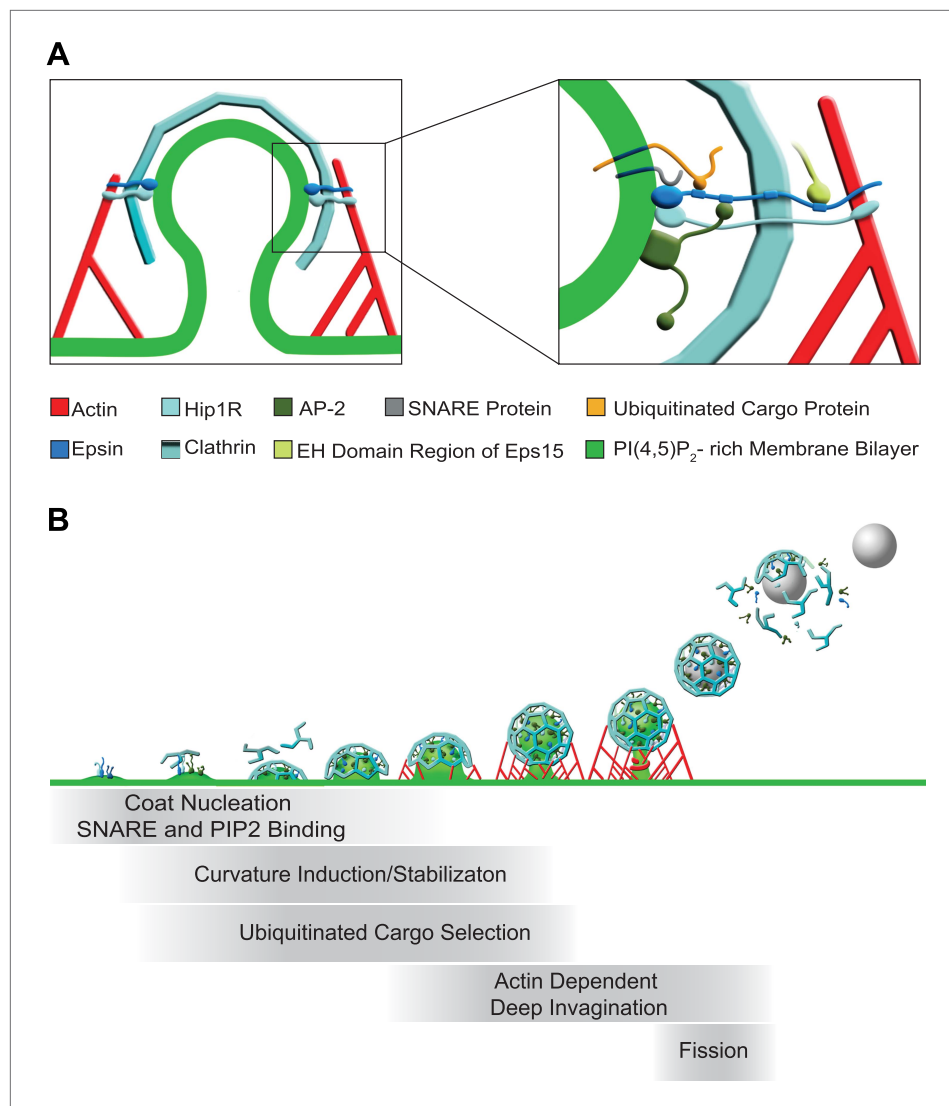 A
Actin
Hip1R
AP-2
SNARE Protein
Ubiquitinated Cargo Protein
Epsin
Clathrin
EH Domain Region of Eps15
PI(4,5)P2- rich Membrane Bilayer
B
Coat Nucleation
SNARE and PIP2 Binding
Curvature Induction/Stabilizaton
Ubiquitinated Cargo Selection
Actin Dependent
Deep Invagination
Fission